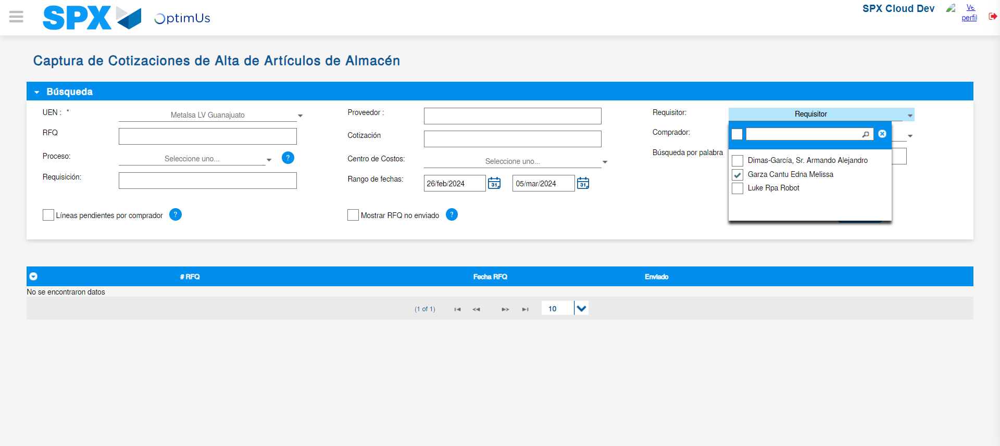 SPX OptimUs
SPX Cloud Dev
Ve
perfil
Captura de Cotizaciones de Alta de Artículos de Almacén
Búsqueda
UEN : *
Metalsa LV Guanajuato
Proveedor :
Requisitor:
Requisitor
RFQ
Cotización
Comprador:
Proceso:
Seleccione uno...
?
Centro de Costos:
Seleccione uno...
Búsqueda por palabra
Dimas-García, Sr. Armando Alejandro
Garza Cantu Edna Melissa
Luke Rpa Robot
Requisición:
Rango de fechas:
26/feb/2024
31
05/mar/2024
31
Líneas pendientes por comprador
?
Mostrar RFQ no enviado
?
# RFQ
Fecha RFQ
Enviado
No se encontraron datos
(1 of 1)
10